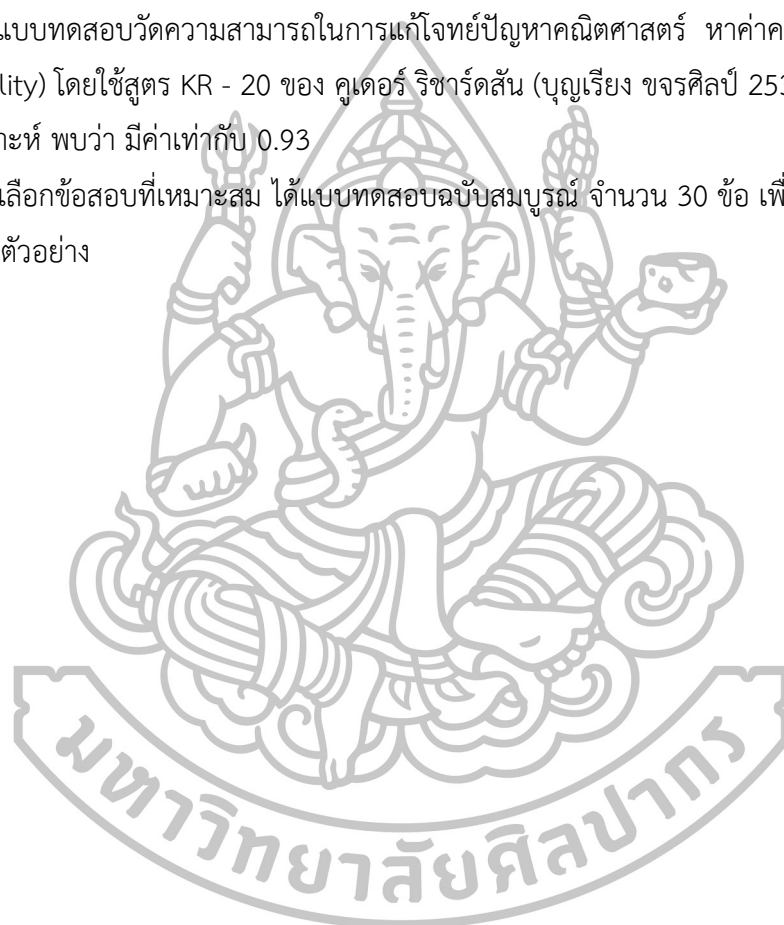 แบบทดสอบวัดความสามารถในการแก้โจทย์ปัญหาคณิตศาสตร์ หาค่าค
lity) โดยใช้สูตร KR - 20 ของ คูเดอร์ ริชาร์ดสัน (บุญเรียง ขจรศิลป์ 253
าะห์ พบว่า มีค่าเท่ากับ 0.93
เลือกข้อสอบที่เหมาะสม ได้แบบทดสอบฉบับสมบูรณ์ จำนวน 30 ข้อ เพื่
ตัวอย่าง
มหาวิทยาลัยศิลปากร